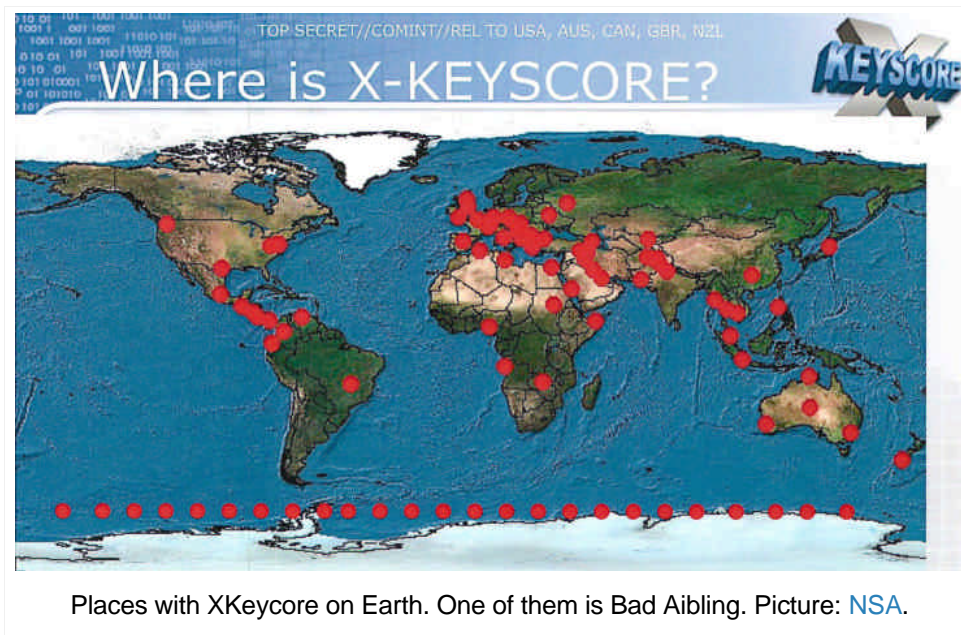 TOP SECRET//COMINT//REL TO USA, AUS, CAN, GBR, NZL
Where is X-KEYSCORE?
X
KEYSCORE
Places with XKeycore on Earth. One of them is Bad Aibling. Picture: NSA.